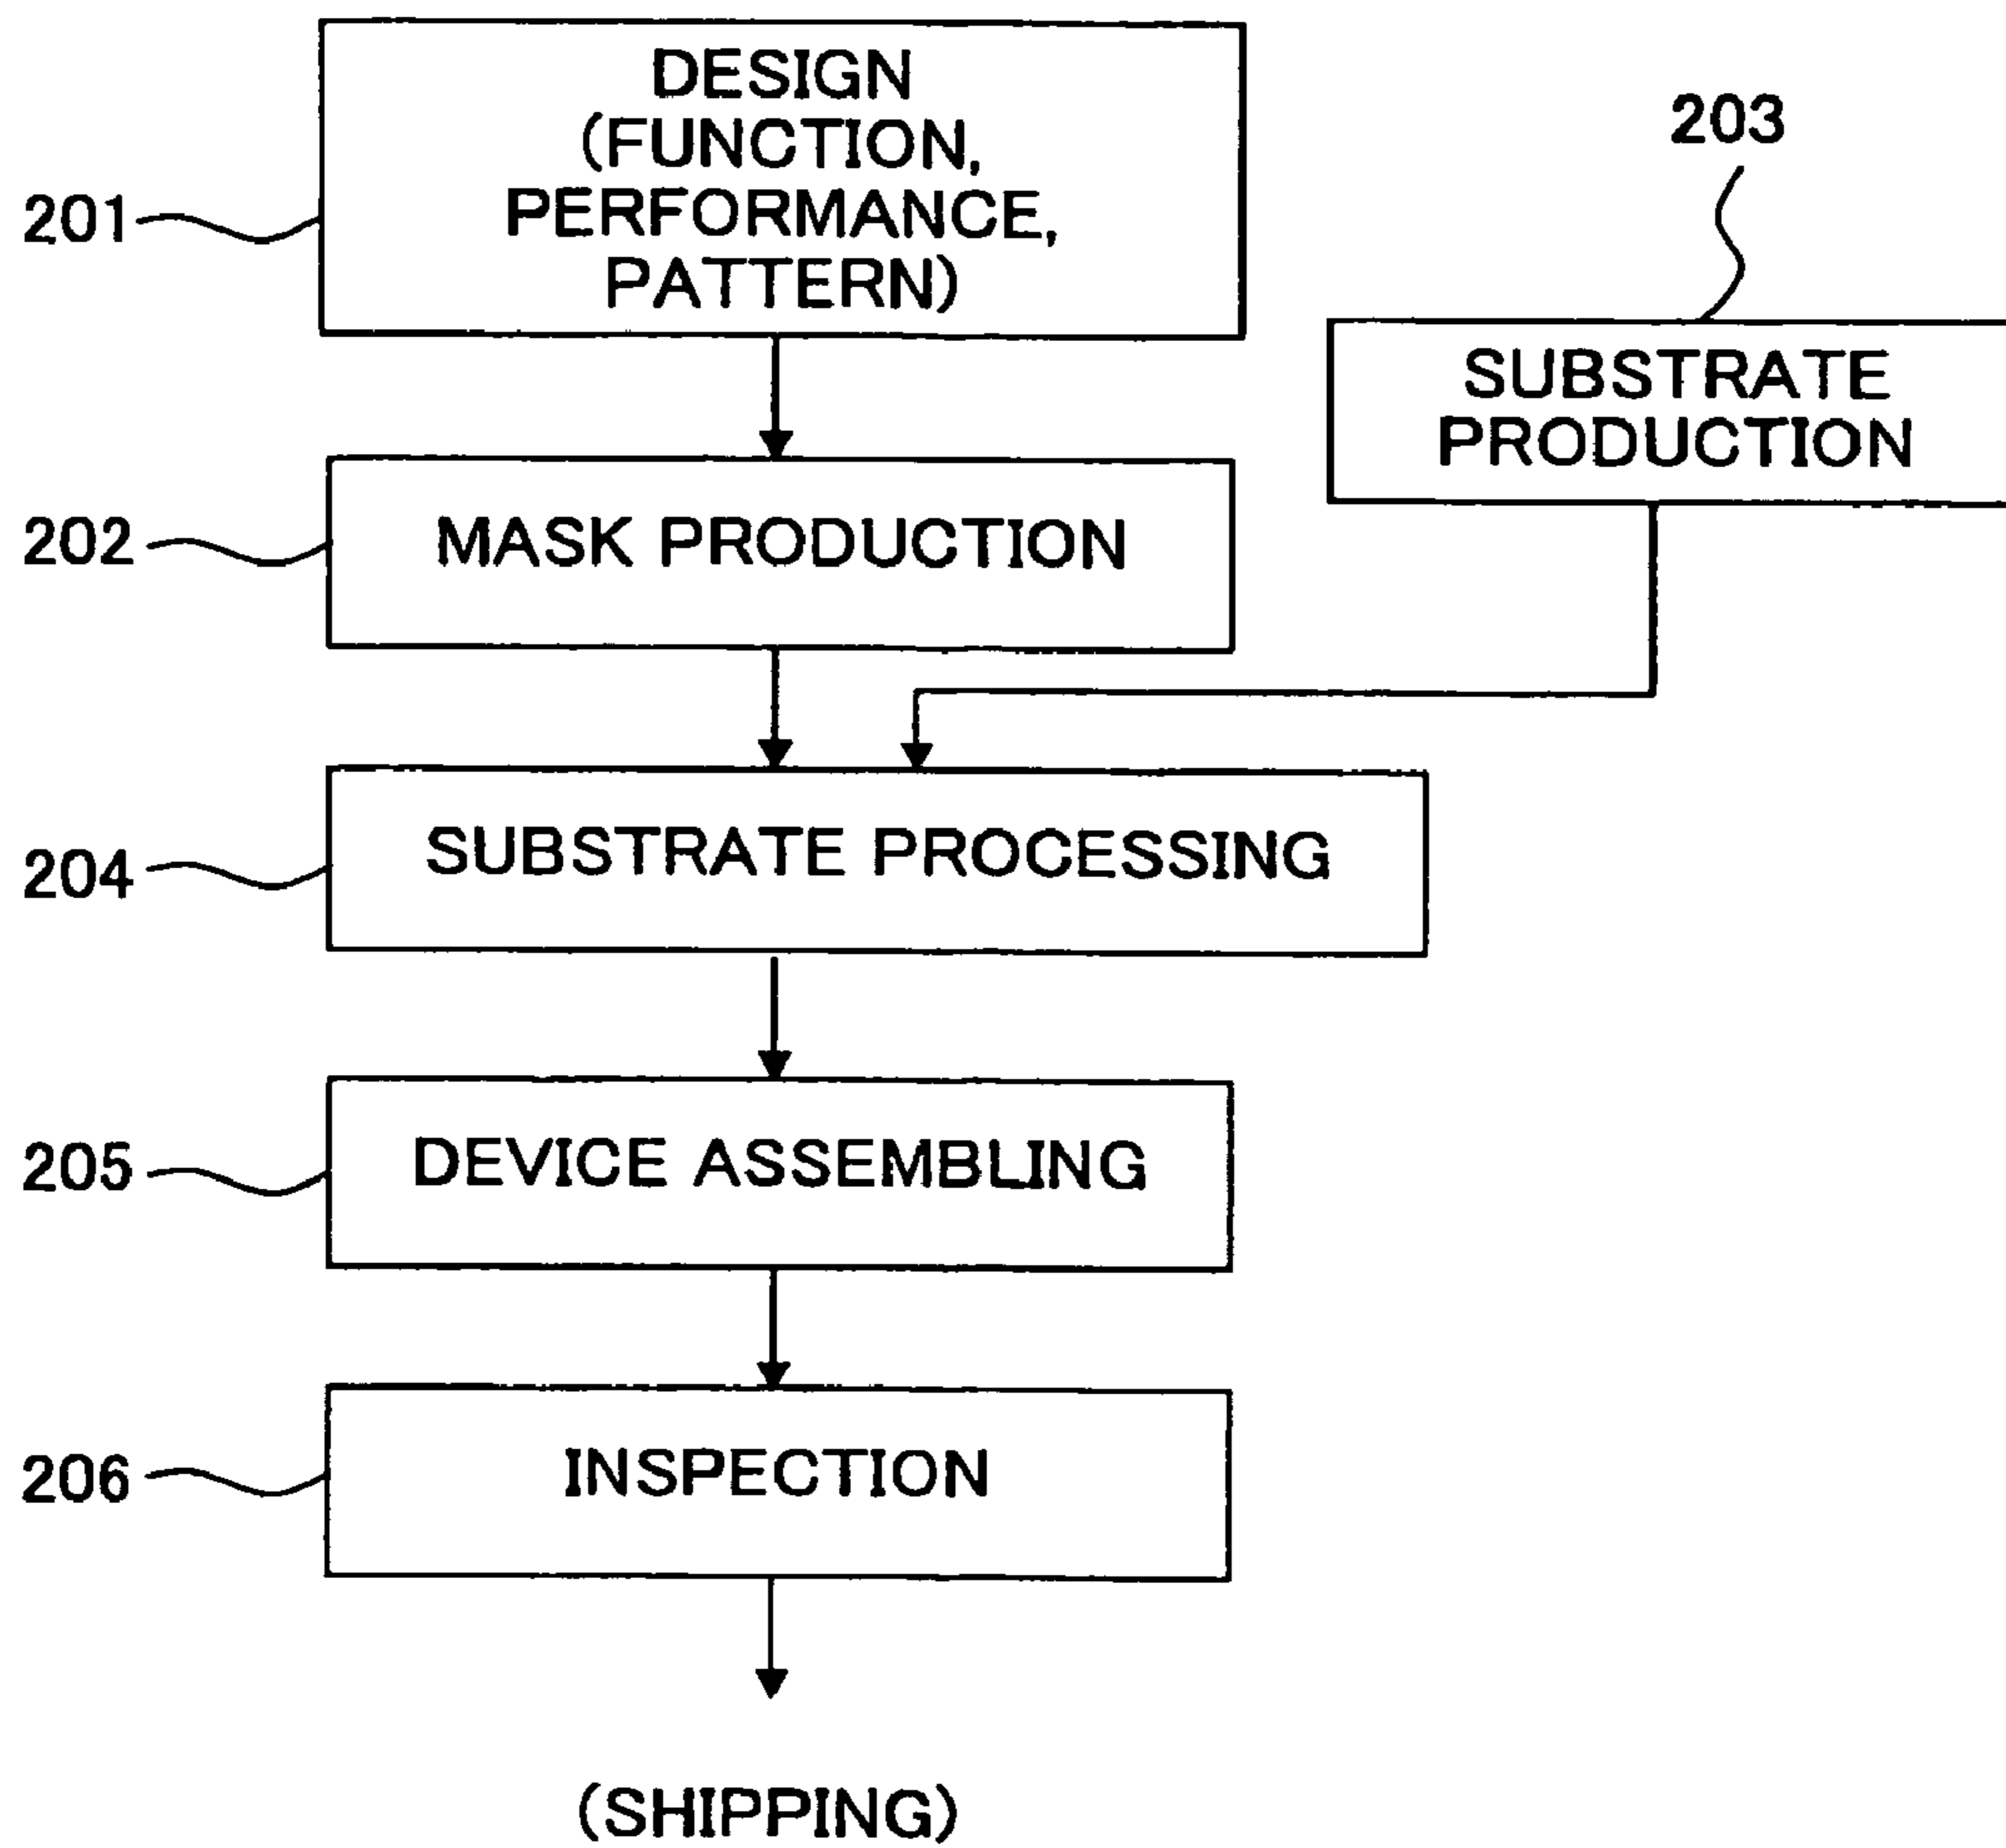 DESIGN
(FUNCTION,
PERFORMANCE,
PATTERN)
201
203
SUBSTRATE
PRODUCTION
202
MASK PRODUCTION
204
SUBSTRATE PROCESSING
205
DEVICE ASSEMBLING
206
INSPECTION
(SHIPPING)